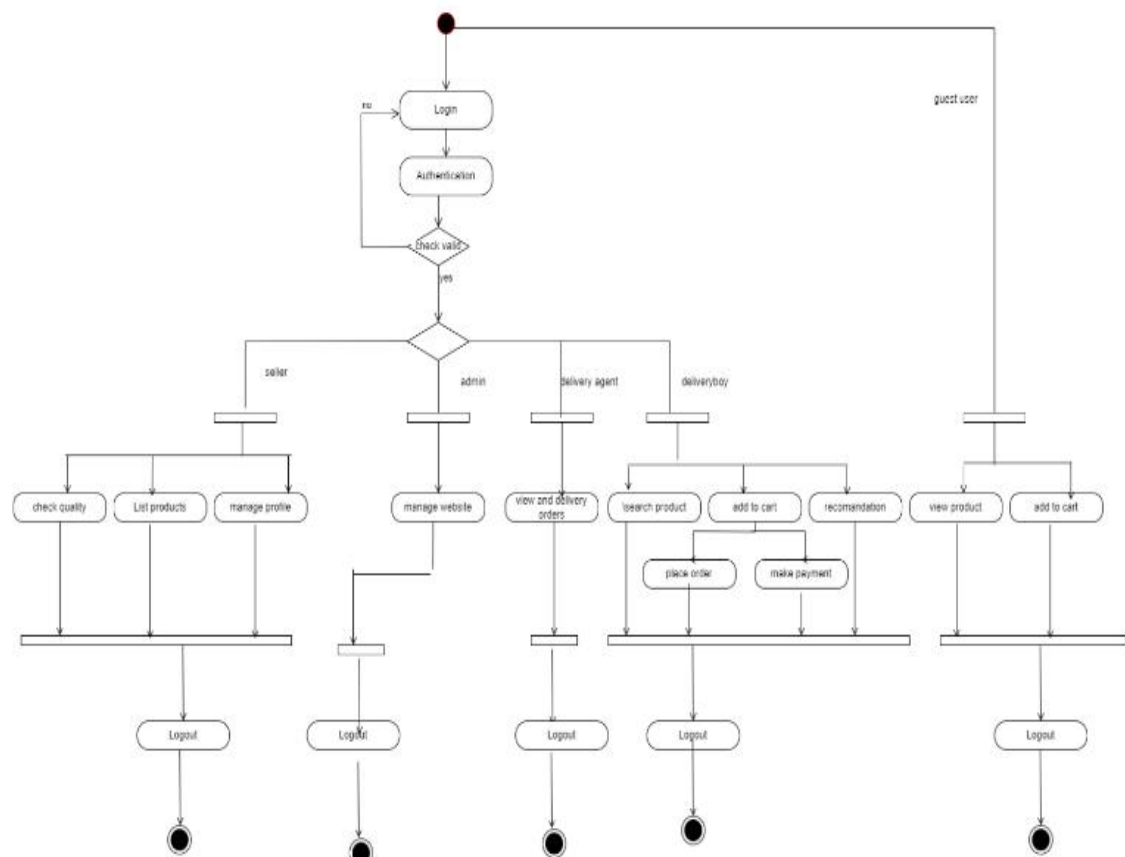 no
Login
guest user
Authentication
check valid
yes
seller
admin
delivery agent
deliveryboy
check quality
List products
manage profile
manage website
view and delivery
orders
\search product
add to cart
recomandation
view product
add to cart
place order
make payment
Logout
Logout
Logout
Logout
Logout